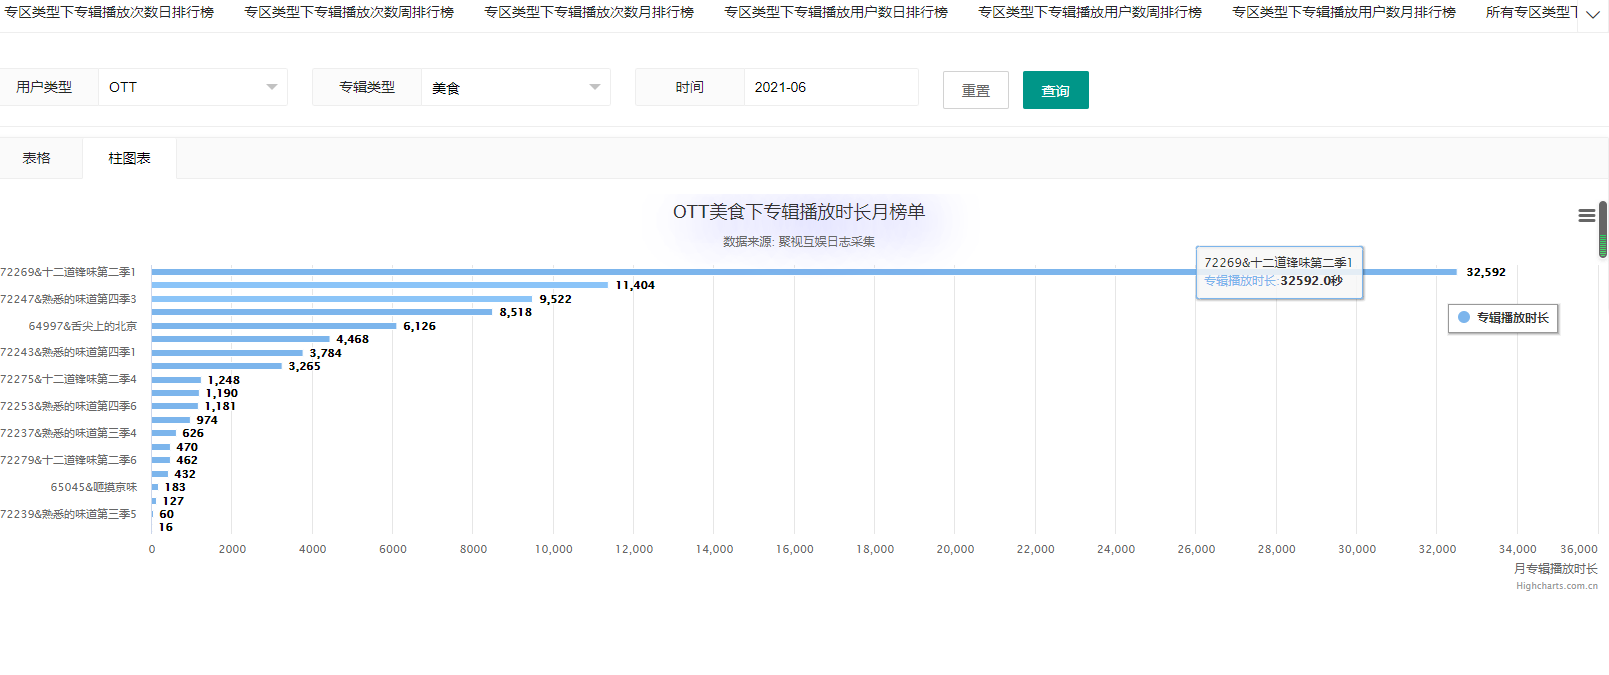 专区类型下专辑播放次数日排行榜 专区类型下专辑播放次数周排行榜 专区类型下专辑播放次数月排行榜 专区类型下专辑播放用户数日排行榜 专区类型下专辑播放用户数周排行榜 专区类型下专辑播放用户数月排行榜 所有专区类型
用户类型 OTT 专辑类型 美食 时间 2021-06 重置 查询
表格 柱图表
OTT美食下专辑播放时长月榜单
数据来源: 聚视互娱日志采集
72269&十二道锋味第二季1 32,592
72269&十二道锋味第二季1
专辑播放时长:32592.0秒
11,404
72247&熟悉的味道第四季3 9,522
8,518
专辑播放时长
64997&舌尖上的北京 6,126
4,468
72243&熟悉的味道第四季1 3,784
3,265
72275&十二道锋味第二季4 1,248
1,190
72253&熟悉的味道第四季6 1,181
974
72237&熟悉的味道第三季4 626
470
72279&十二道锋味第二季6 462
432
65045&咂摸京味 183
127
72239&熟悉的味道第三季5 60
16
0 2000 4000 6000 8000 10,000 12,000 14,000 16,000 18,000 20,000 22,000 24,000 26,000 28,000 30,000 32,000 34,000 36,000
月专辑播放时长
Highcharts.com.cn